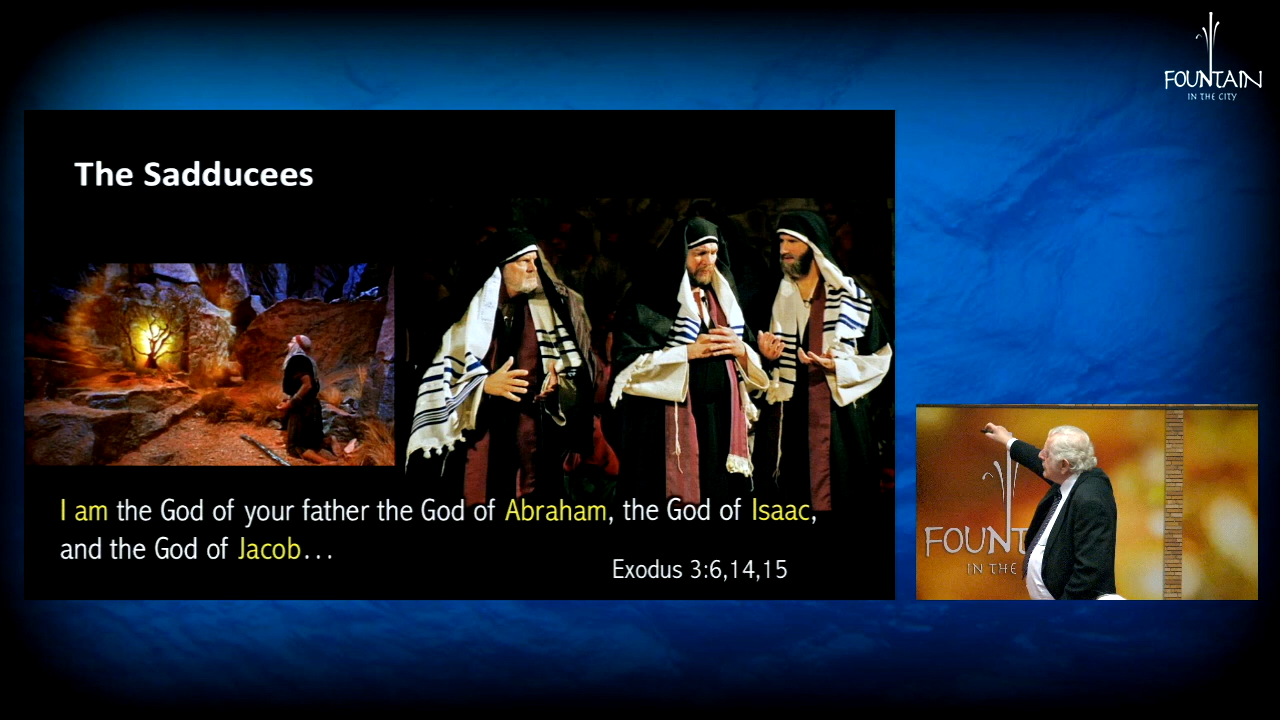 FOUNTAIN
IN THE CITY
The Sadducees
I am the God of your father the God of Abraham, the God of Isaac,
and the God of Jacob...
Exodus 3:6,14,15
FOUNT
IN THE